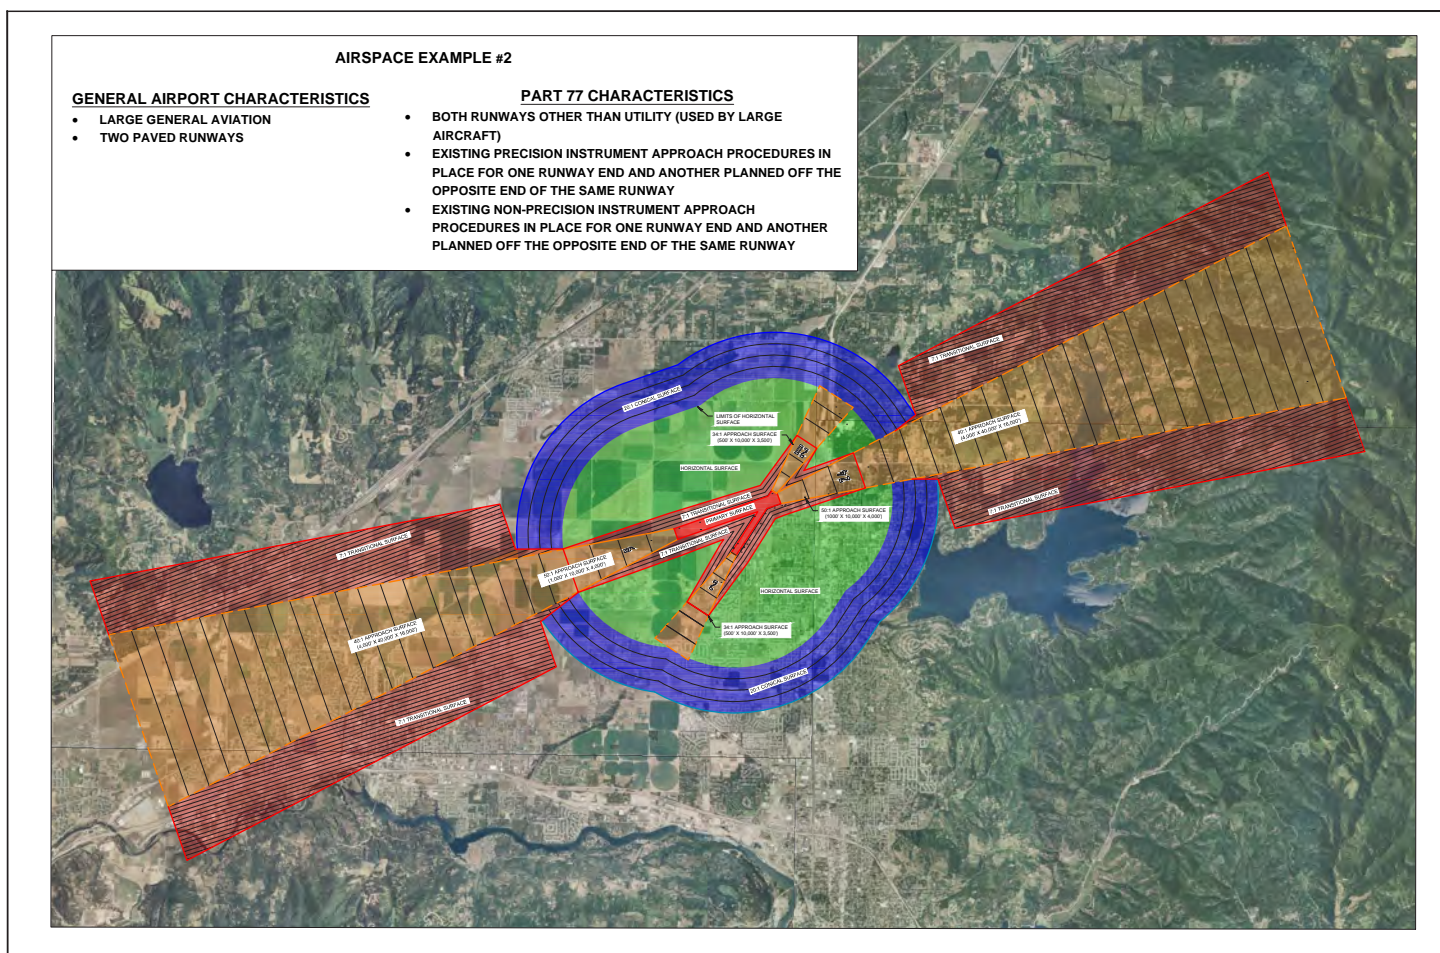 AIRSPACE EXAMPLE #2
GENERAL AIRPORT CHARACTERISTICS
• LARGE GENERAL AVIATION
• TWO PAVED RUNWAYS
PART 77 CHARACTERISTICS
• BOTH RUNWAYS OTHER THAN UTILITY (USED BY LARGE
AIRCRAFT)
• EXISTING PRECISION INSTRUMENT APPROACH PROCEDURES IN
PLACE FOR ONE RUNWAY END AND ANOTHER PLANNED OFF THE
OPPOSITE END OF THE SAME RUNWAY
• EXISTING NON-PRECISION INSTRUMENT APPROACH
PROCEDURES IN PLACE FOR ONE RUNWAY END AND ANOTHER
PLANNED OFF THE OPPOSITE END OF THE SAME RUNWAY
7:1 TRANSITIONAL SURFACE
20:1 CONICAL SURFACE
LIMITS OF HORIZONTAL
SURFACE
34:1 APPROACH SURFACE
(500' X 10,000' X 3,500')
40:1 APPROACH SURFACE
(4,000' X 40,000' X 16,000')
HORIZONTAL SURFACE
7:1 TRANSITIONAL SURFACE
PRIMARY SURFACE
50:1 APPROACH SURFACE
(1000' X 10,000' X 4,000')
7:1 TRANSITIONAL SURFACE
7:1 TRANSITIONAL SURFACE
7:1 TRANSITIONAL SURFACE
50:1 APPROACH SURFACE
(1,000' X 10,000' X 4,000')
HORIZONTAL SURFACE
34:1 APPROACH SURFACE
(500' X 10,000' X 3,500')
40:1 APPROACH SURFACE
(4,000' X 40,000' X 16,000')
20:1 CONICAL SURFACE
7:1 TRANSITIONAL SURFACE